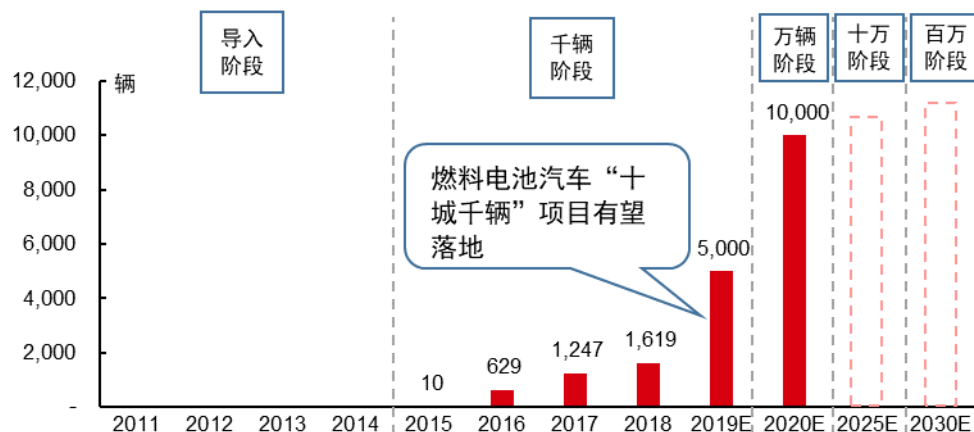 导入
阶段
千辆
阶段
万辆
阶段
十万
阶段
百万
阶段
12,000
辆
10,000
8,000
6,000
4,000
2,000
-
燃料电池汽车“十
城千辆”项目有望
落地
10
629
1,247
1,619
5,000
10,000
2011 2012 2013 2014 2015 2016 2017 2018 2019E 2020E 2025E 2030E